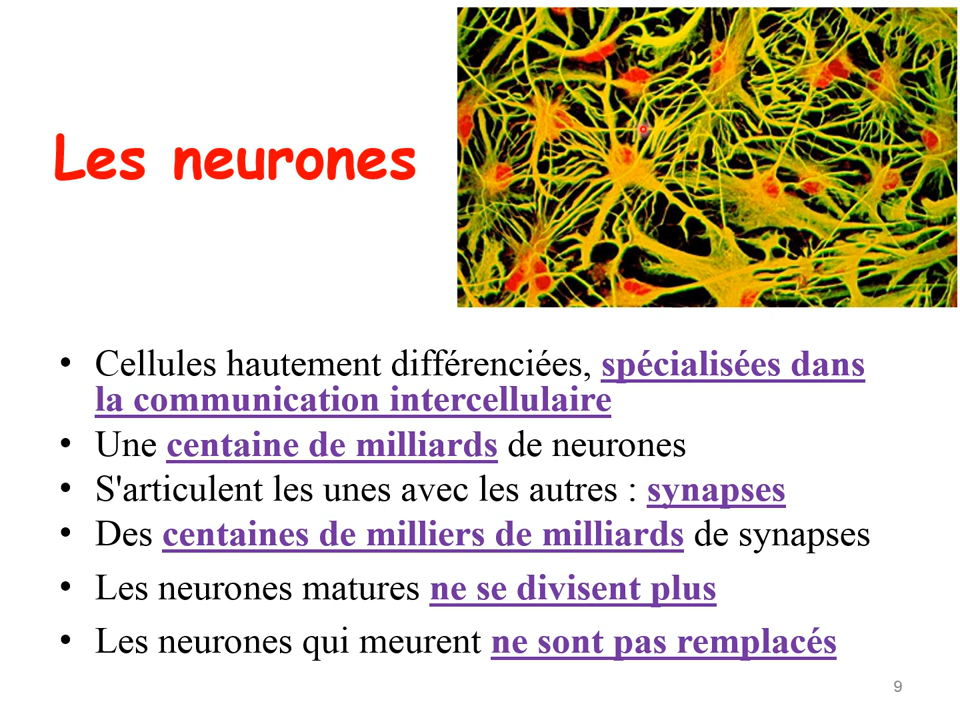 Les neurones
• Cellules hautement différenciées, spécialisées dans
la communication intercellulaire
• Une centaine de milliards de neurones
• S'articulent les unes avec les autres : synapses
• Des centaines de milliers de milliards de synapses
• Les neurones matures ne se divisent plus
• Les neurones qui meurent ne sont pas remplacés
9